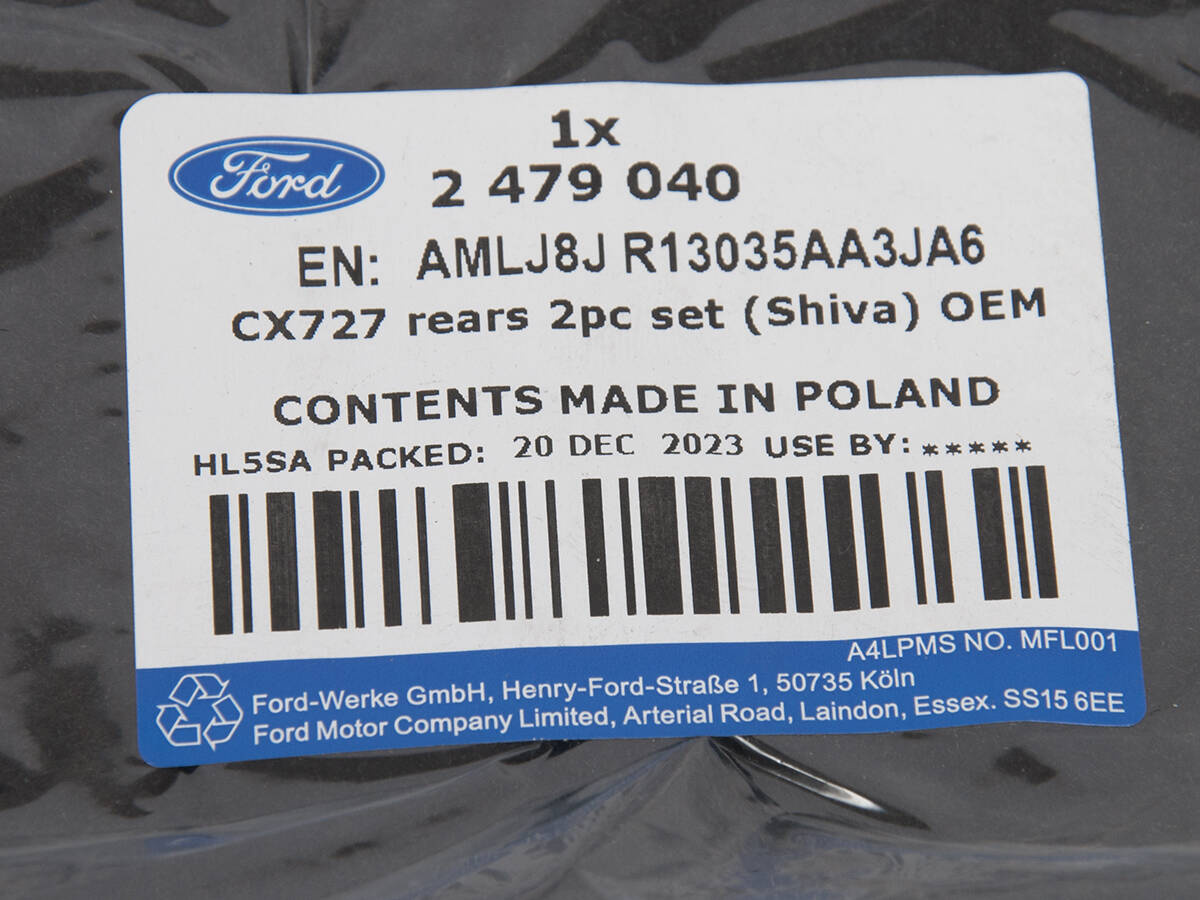 Ford
1x
2 479 040
EN: AMLJ8J R13035AA3JA6
CX727 rears 2pc set (Shiva) OEM
CONTENTS MADE IN POLAND
HL5SA PACKED: 20 DEC 2023 USE BY: *****
A4LPMS NO. MFL001
Ford-Werke GmbH, Henry-Ford-Straße 1, 50735 Köln
Ford Motor Company Limited, Arterial Road, Laindon, Essex. SS15 6EE